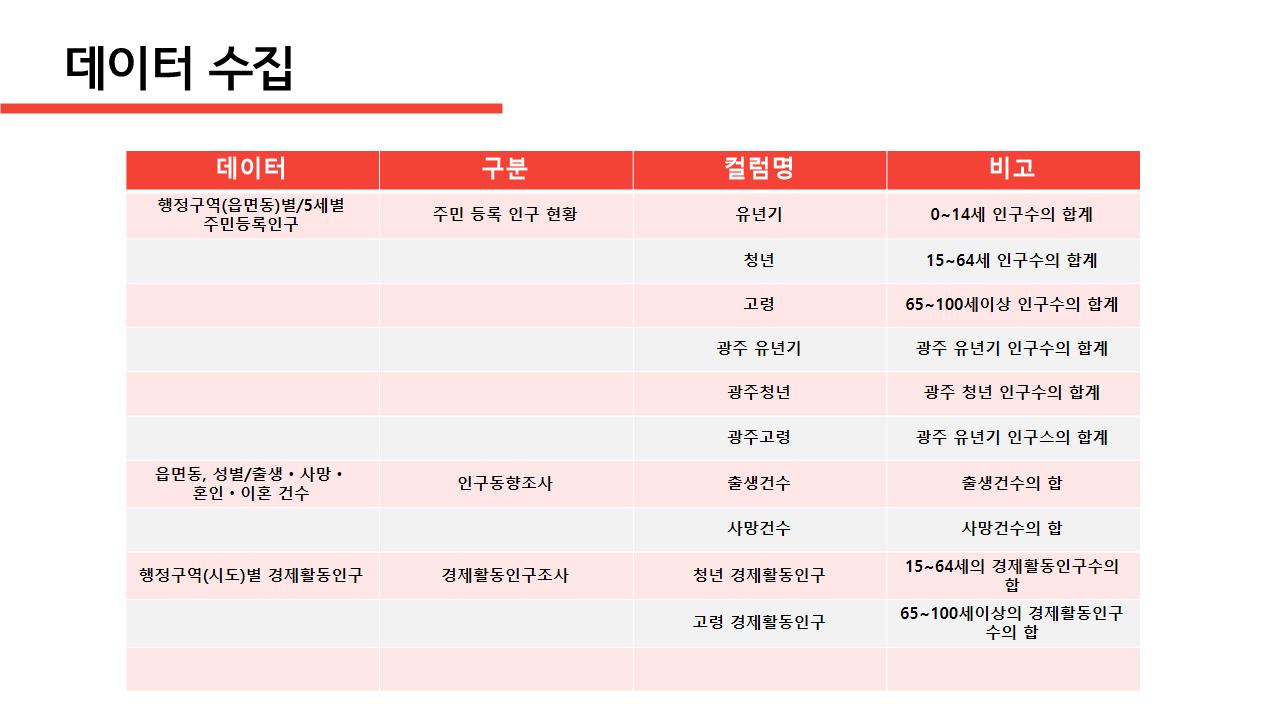 데이터 수집
데이터 구분 컬럼명 비고
행정구역(읍면동)별/5세별
주민등록인구
주민 등록 인구 현황
유년기
0~14세 인구수의 합계
청년
15~64세 인구수의 합계
고령
65~100세이상 인구수의 합계
광주 유년기
광주 유년기 인구수의 합계
광주청년
광주 청년 인구수의 합계
광주고령
광주 유년기 인구스의 합계
읍면동, 성별/출생·사망·
혼인·이혼 건수
인구동향조사
출생건수
출생건수의 합
사망건수
사망건수의 합
행정구역(시도)별 경제활동인구
경제활동인구조사
청년 경제활동인구
15~64세의 경제활동인구수의
합
고령 경제활동인구
65~100세이상의 경제활동인구
수의 합